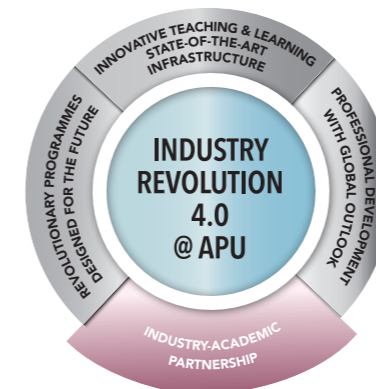 INNOVATIVE TEACHING & LEARNING
STATE-OF-THE-ART
INFRASTRUCTURE
REVOLUTIONARY PROGRAMMES
DESIGNED FOR THE FUTURE
INDUSTRY
REVOLUTION
4.0
@ APU
PROFESSIONAL DEVELOPMENT
WITH GLOBAL OUTLOOK
INDUSTRY-ACADEMIC
PARTNERSHIP